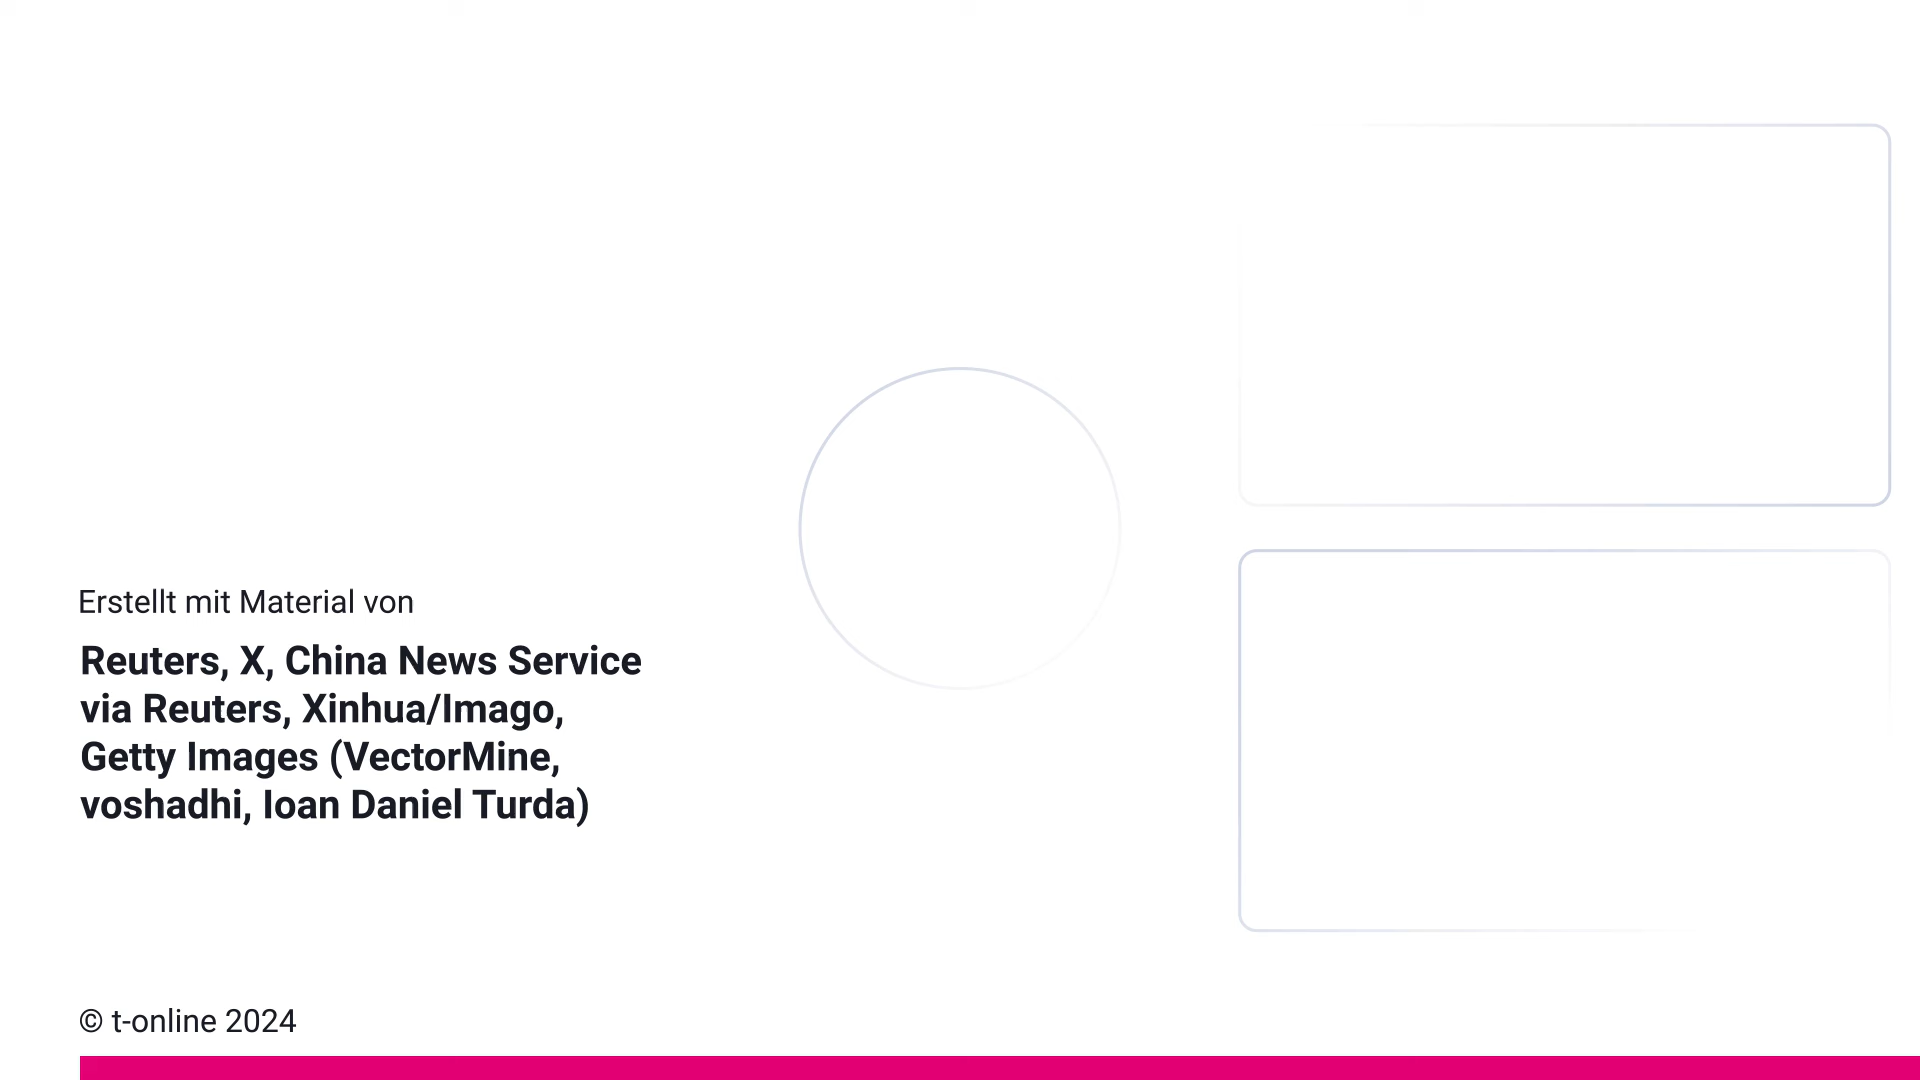 Erstellt mit Material von
Reuters, X, China News Service
via Reuters, Xinhua/Imago,
Getty Images (VectorMine,
voshadhi, Ioan Daniel Turda)
© t-online 2024